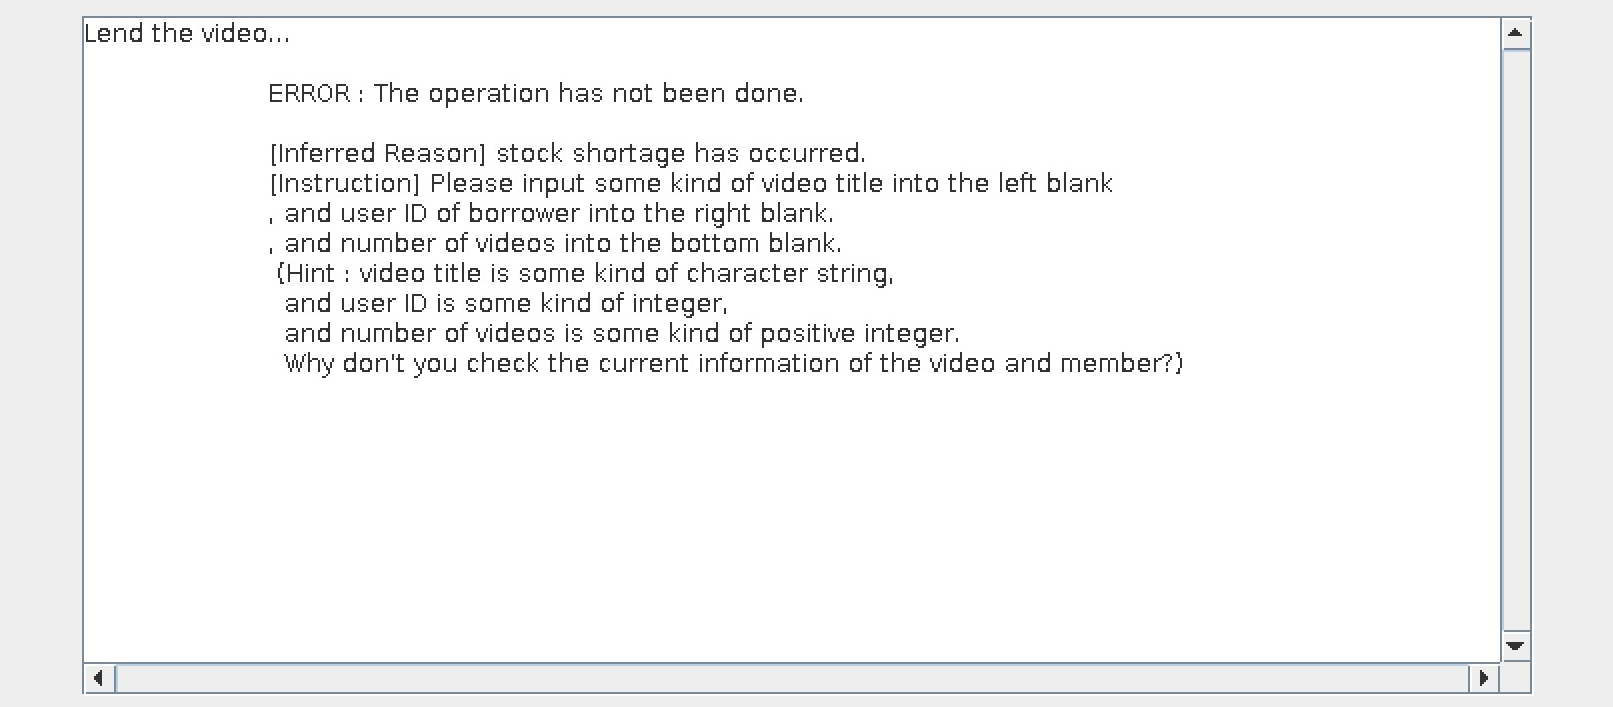 Lend the video...
ERROR : The operation has not been done.
[Inferred Reason] stock shortage has occurred.
[Instruction] Please input some kind of video title into the left blank
, and user ID of borrower into the right blank.
, and number of videos into the bottom blank.
(Hint : video title is some kind of character string,
and user ID is some kind of integer,
and number of videos is some kind of positive integer.
Why don't you check the current information of the video and member?)